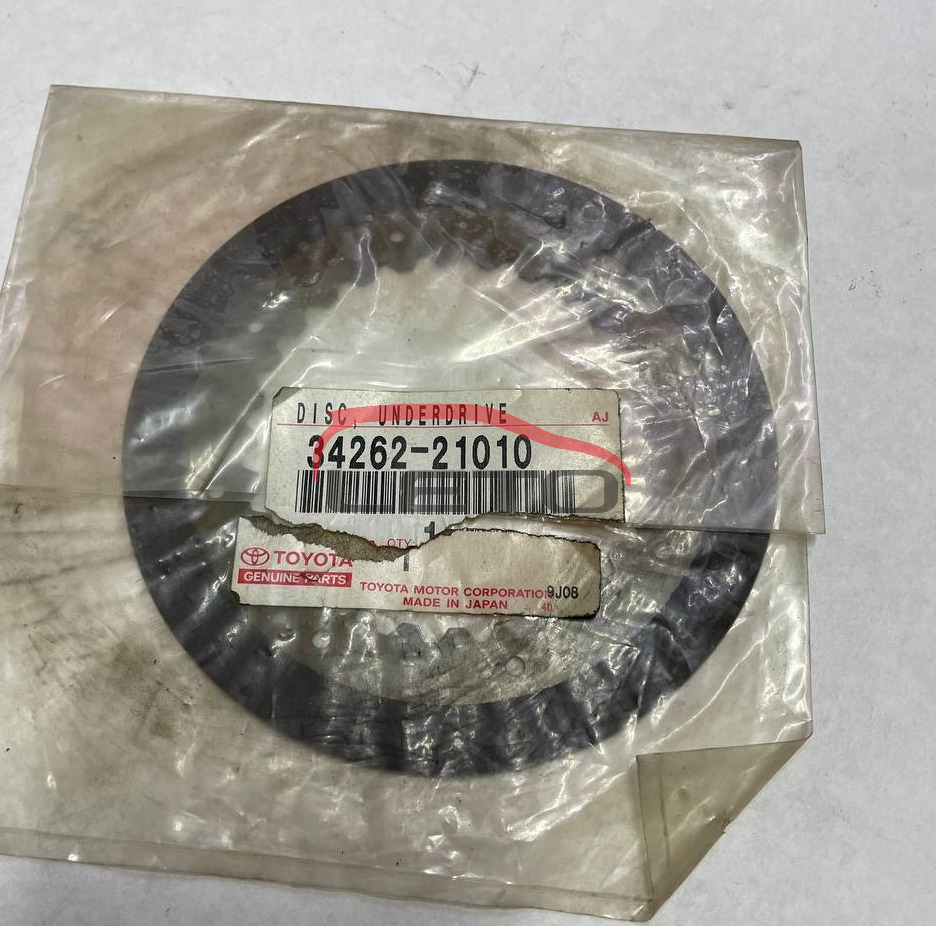 DISC, UNDERDRIVE AJ
34262-21010
QTY. 1
TOYOTA
GENUINE PARTS
TOYOTA MOTOR CORPORATION 9J08
MADE IN JAPAN